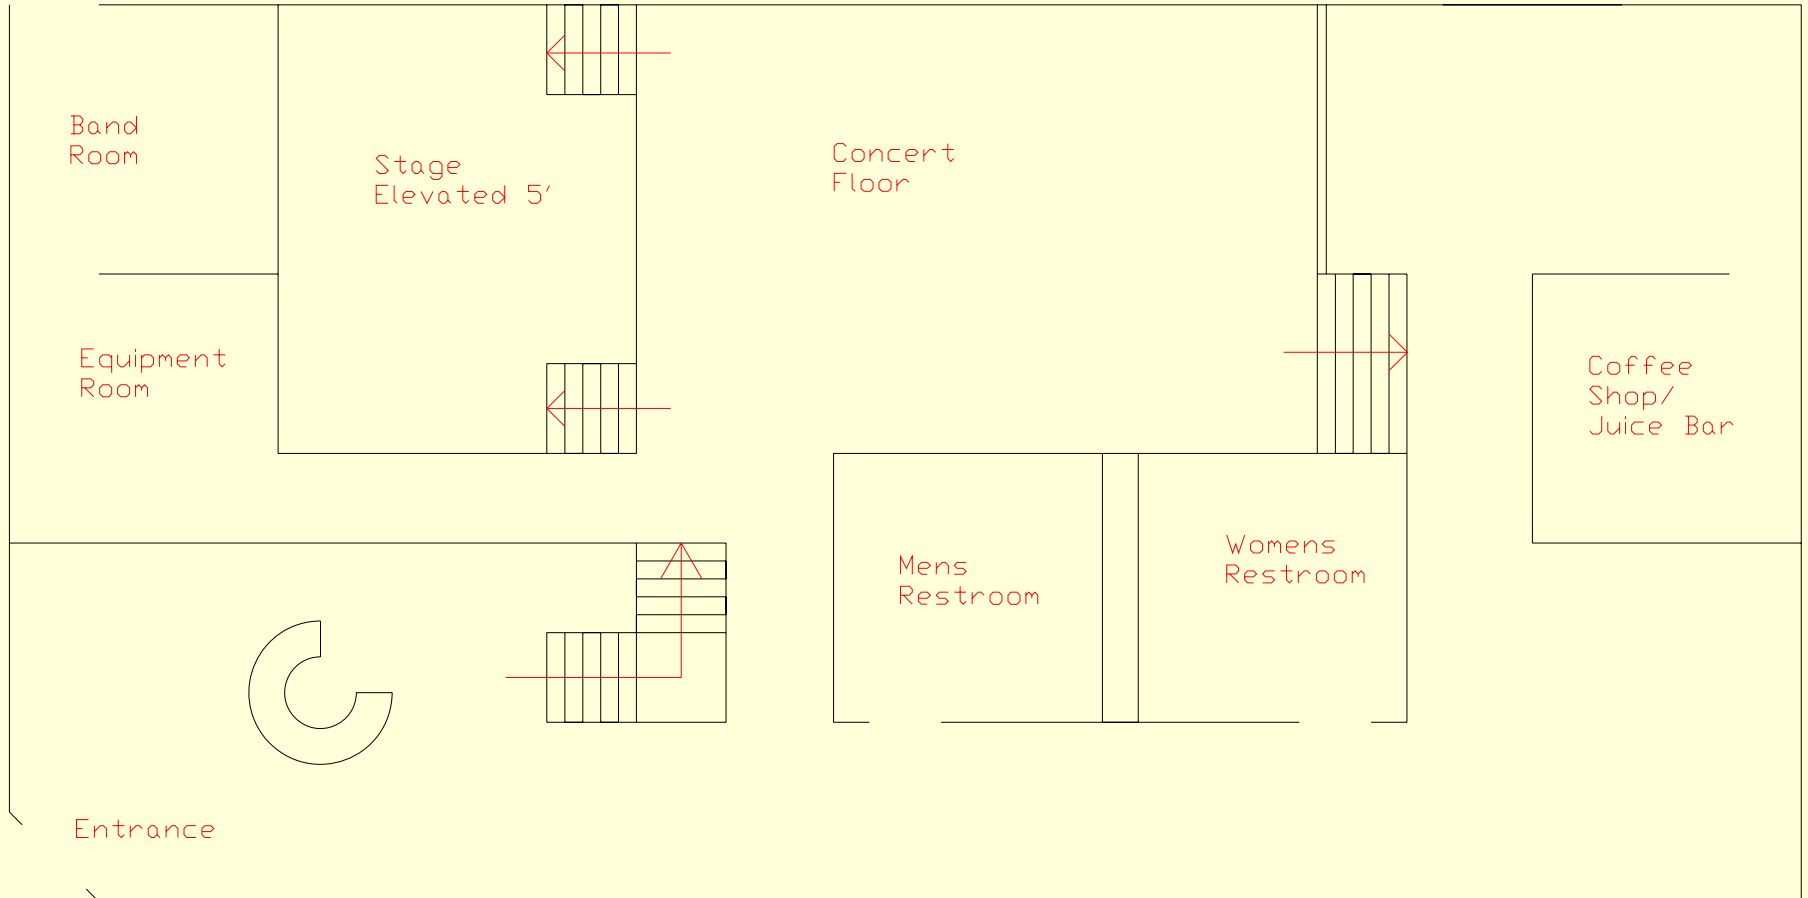 Band
Room
Stage
Elevated 5'
Concert
Floor
Equipment
Room
Coffee
Shop/
Juice Bar
Mens
Restroom
Womens
Restroom
Entrance